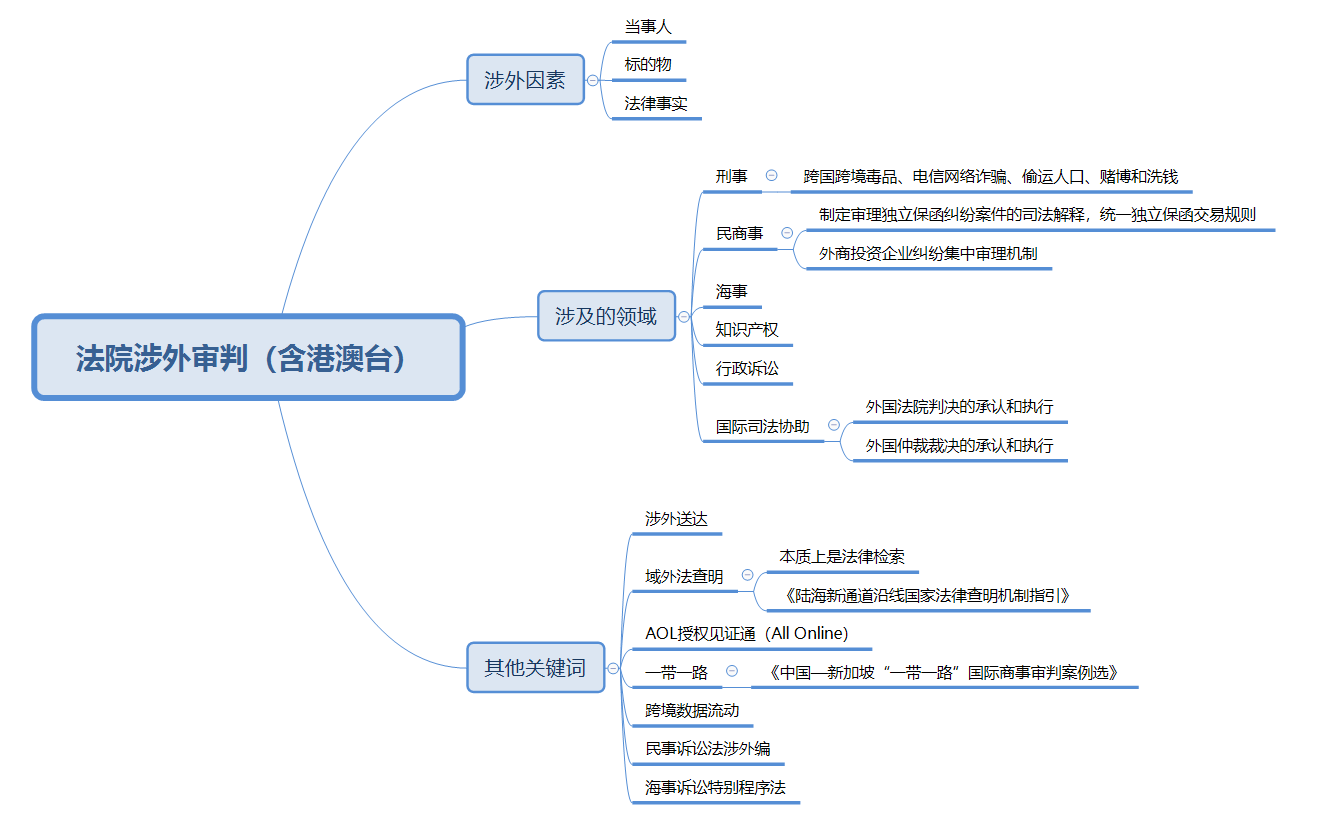 法院涉外审判（含港澳台）
涉外因素
当事人
标的物
法律事实
涉及的领域
刑事
跨国跨境毒品、电信网络诈骗、偷运人口、赌博和洗钱
民商事
制定审理独立保函纠纷案件的司法解释，统一独立保函交易规则
外商投资企业纠纷集中审理机制
海事
知识产权
行政诉讼
国际司法协助
外国法院判决的承认和执行
外国仲裁裁决的承认和执行
其他关键词
涉外送达
域外法查明
本质上是法律检索
《陆海新通道沿线国家法律查明机制指引》
AOL授权见证通（All Online）
一带一路
《中国—新加坡“一带一路”国际商事审判案例选》
跨境数据流动
民事诉讼法涉外编
海事诉讼特别程序法